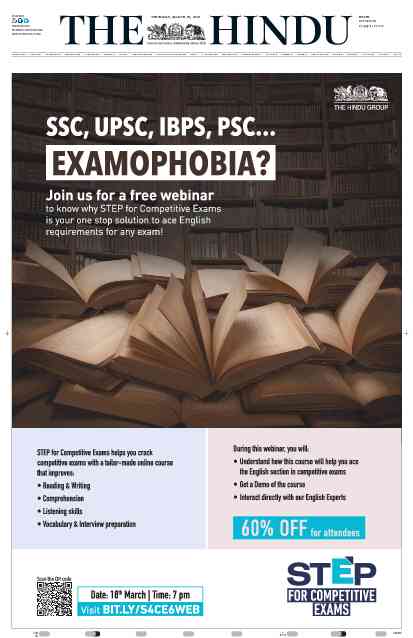 THE HINDU
THE HINDU GROUP
SSC, UPSC, IBPS, PSC...
EXAMOPHOBIA?
Join us for a free webinar
to know why STEP for Competitive Exams
is your one stop solution to ace English
requirements for any exam!
STEP for Competitive Exams helps you crack
competitive exams with a tailor-made online course
that improves:
• Reading & Writing
• Comprehension
• Listening skills
• Vocabulary & Interview preparation
During this webinar, you will:
• Understand how this course will help you ace
the English section in competitive exams
• Get a Demo of the course
• Interact directly with our English Experts
60% OFF for attendees
Scan the QR code
Date: 18th March | Time: 7 pm
Visit BIT.LY/S4CE6WEB
STEP
FOR COMPETITIVE
EXAMS